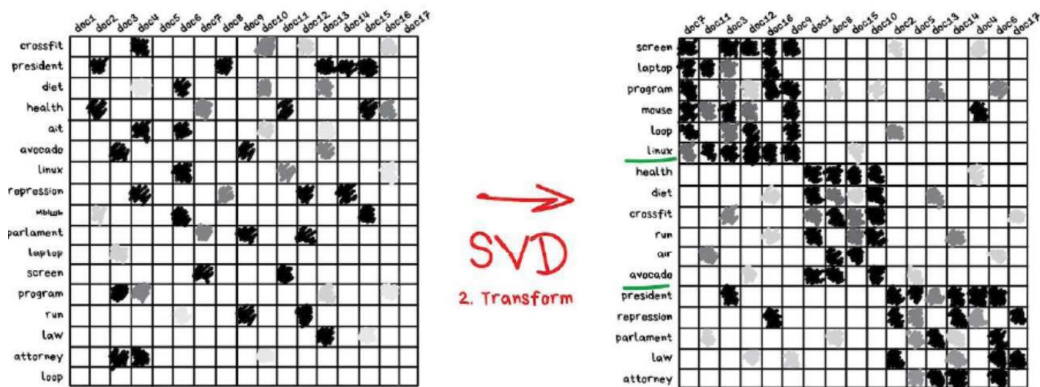 doc1 doc2 doc3 doc4 doc5 doc6 doc7 doc8 doc9 doc10 doc11 doc12 doc13 doc14 doc15 doc16 doc17
crossfit
president
diet
health
ait
avocado
linux
repression
мышь
parlament
laptop
screen
program
run
law
attorney
loop
SVD
2. Transform
doc7 doc11 doc3 doc12 doc16 doc9 doc1 doc8 doc15 doc10 doc2 doc5 doc13 doc14 doc4 doc6 doc17
screen
laptop
program
mouse
loop
linux
health
diet
crossfit
run
air
avocado
president
repression
parlament
law
attorney